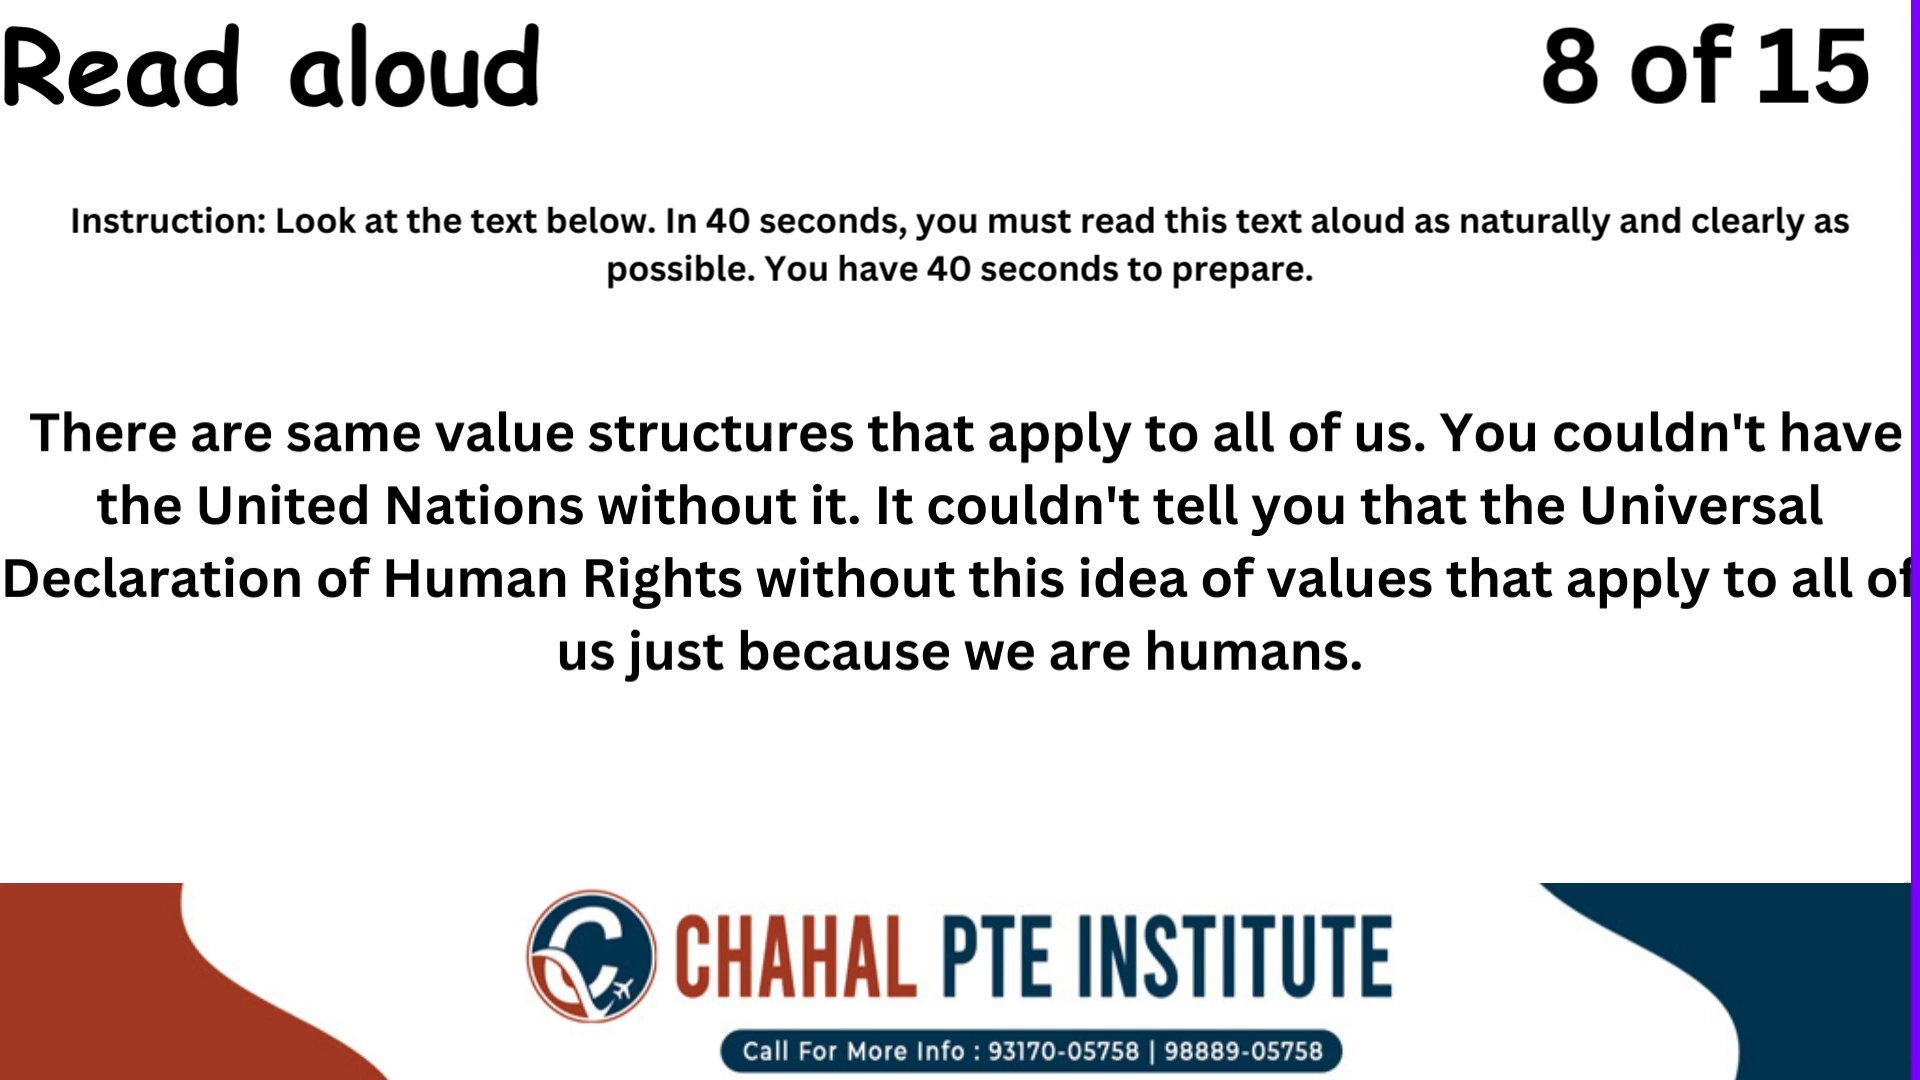 Read aloud
8 of 15
Instruction: Look at the text below. In 40 seconds, you must read this text aloud as naturally and clearly as
possible. You have 40 seconds to prepare.
There are same value structures that apply to all of us. You couldn't have
the United Nations without it. It couldn't tell you that the Universal
Declaration of Human Rights without this idea of values that apply to all of
us just because we are humans.
CHAHAL PTE INSTITUTE
Call For More Info : 93170-05758 | 98889-05758